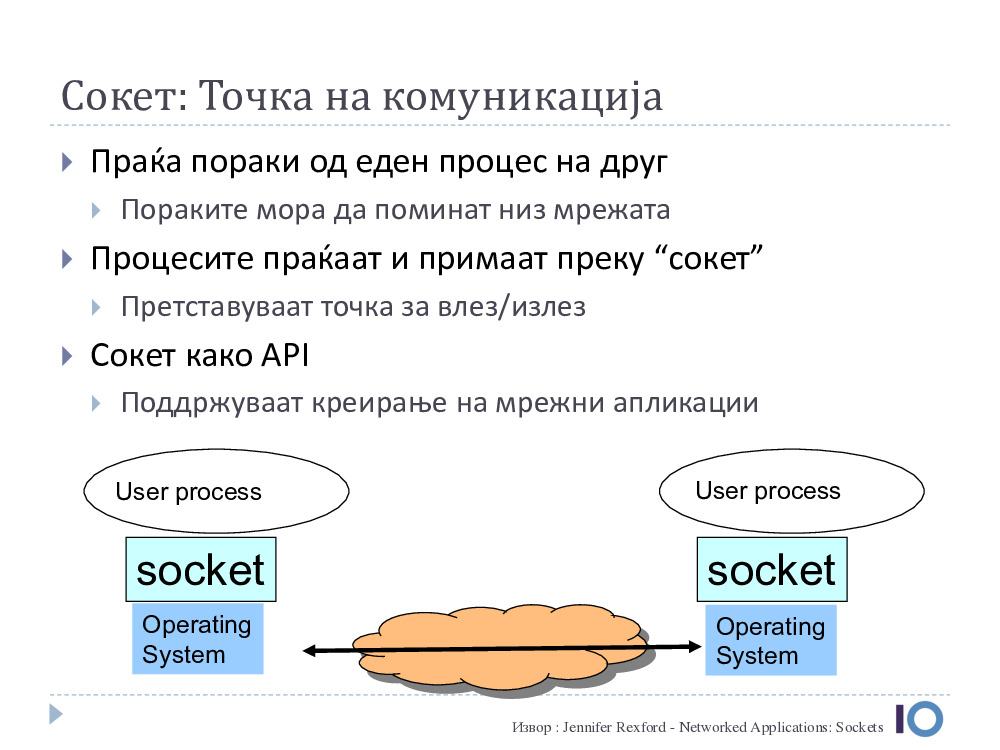 Сокет: Точка на комуникација
Праќа пораки од еден процес на друг
Пораките мора да поминат низ мрежата
Процесите праќаат и примаат преку “сокет”
Претставуваат точка за влез/излез
Сокет како API
Поддржуваат креирање на мрежни апликации
User process
User process
socket
socket
Operating
System
Operating
System
Извор : Jennifer Rexford - Networked Applications: Sockets